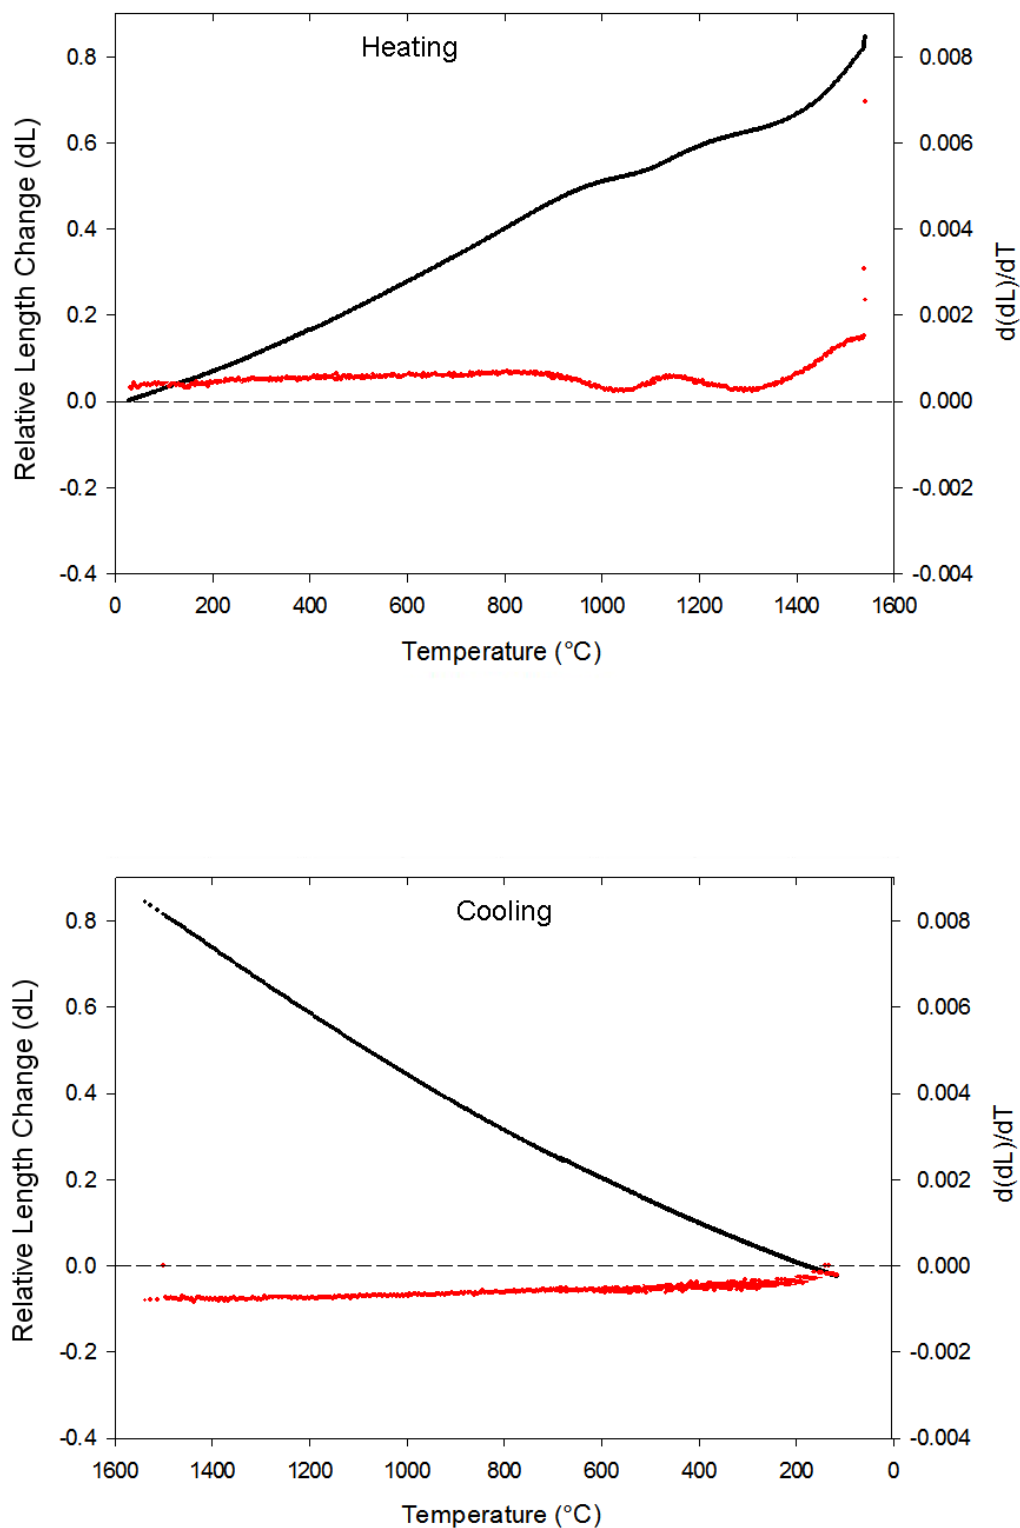 Heating
0.8
0.6
0.4
0.2
0.0
-0.2
-0.4
Relative Length Change (dL)
0.008
0.006
0.004
0.002
0.000
-0.002
-0.004
d(dL)/dT
0 200 400 600 800 1000 1200 1400 1600
Temperature (°C)
Cooling
0.8
0.6
0.4
0.2
0.0
-0.2
-0.4
Relative Length Change (dL)
0.008
0.006
0.004
0.002
0.000
-0.002
-0.004
d(dL)/dT
1600 1400 1200 1000 800 600 400 200 0
Temperature (°C)